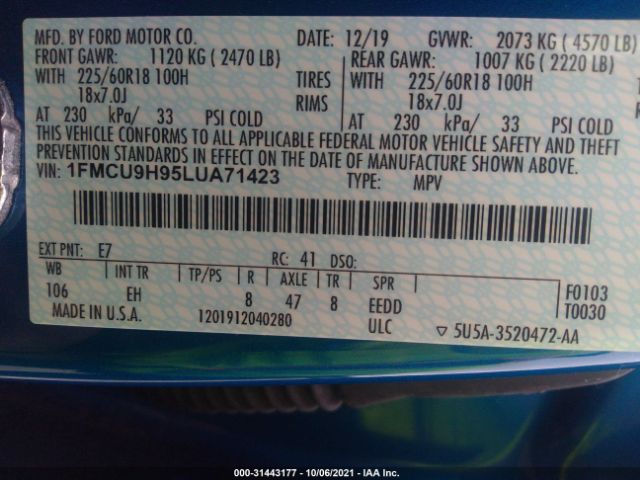 MFD. BY FORD MOTOR CO. DATE: 12/19 GVWR: 2073 KG ( 4570 LB)
FRONT GAWR: 1120 KG ( 2470 LB) REAR GAWR: 1007 KG ( 2220 LB)
WITH 225/60R18 100H TIRES WITH 225/60R18 100H
18x7.0J RIMS 18x7.0J
AT 230 kPa/ 33 PSI COLD AT 230 kPa/ 33 PSI COLD
THIS VEHICLE CONFORMS TO ALL APPLICABLE FEDERAL MOTOR VEHICLE SAFETY AND THEFT
PREVENTION STANDARDS IN EFFECT ON THE DATE OF MANUFACTURE SHOWN ABOVE.
VIN: 1FMCU9H95LUA71423 TYPE: MPV
EXT PNT: E7 RC: 41 DSO:
WB INT TR TP/PS R AXLE TR SPR
106 EH 8 47 8 EEDD F0103
T0030
MADE IN U.S.A. 1201912040280 ULC ▽ 5U5A-3520472-AA
000-31443177 - 10/06/2021 - IAA Inc.